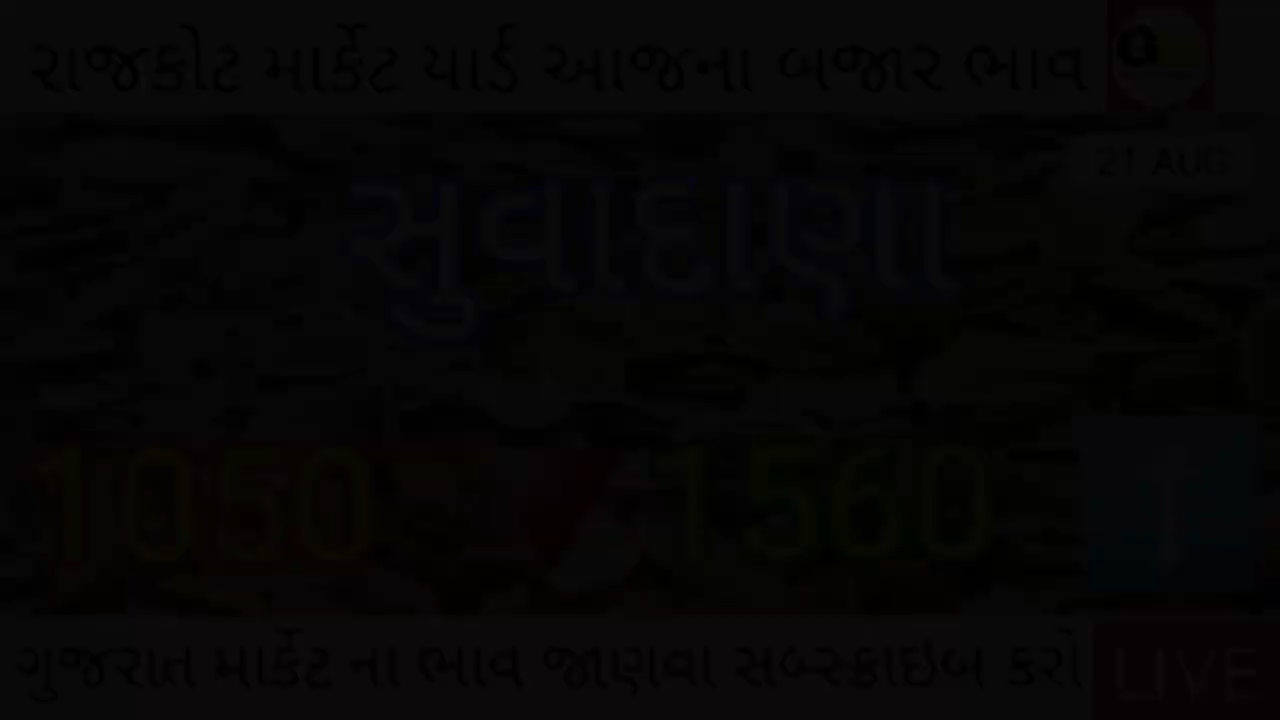 રાજકોટ માર્કેટ યાર્ડ આજના બજાર ભાવ
21 AUG
સુવાદાણા
1050
1560
ગુજરાત માર્કેટ ના ભાવ જાણવા સબ્સ્ક્રાઇબ કરો
LIVE